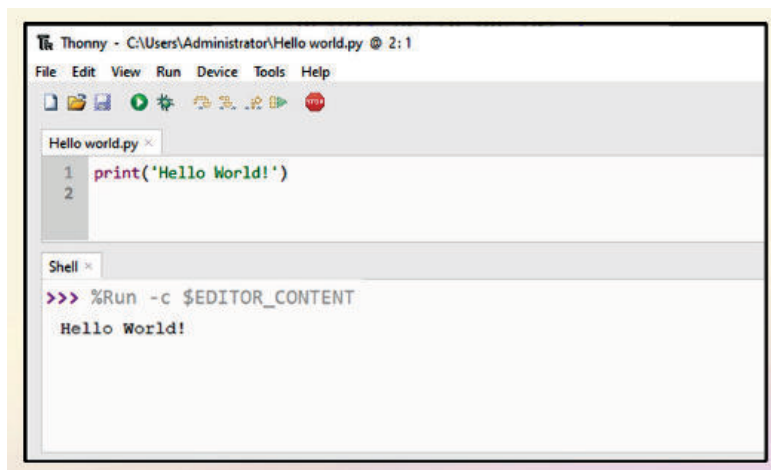 Thonny - C:\Users\Administrator\Hello world.py @ 2:1
File Edit View Run Device Tools Help
STOP
Hello world.py ×
1 print('Hello World!')
2
Shell ×
>>> %Run -c $EDITOR_CONTENT
Hello World!